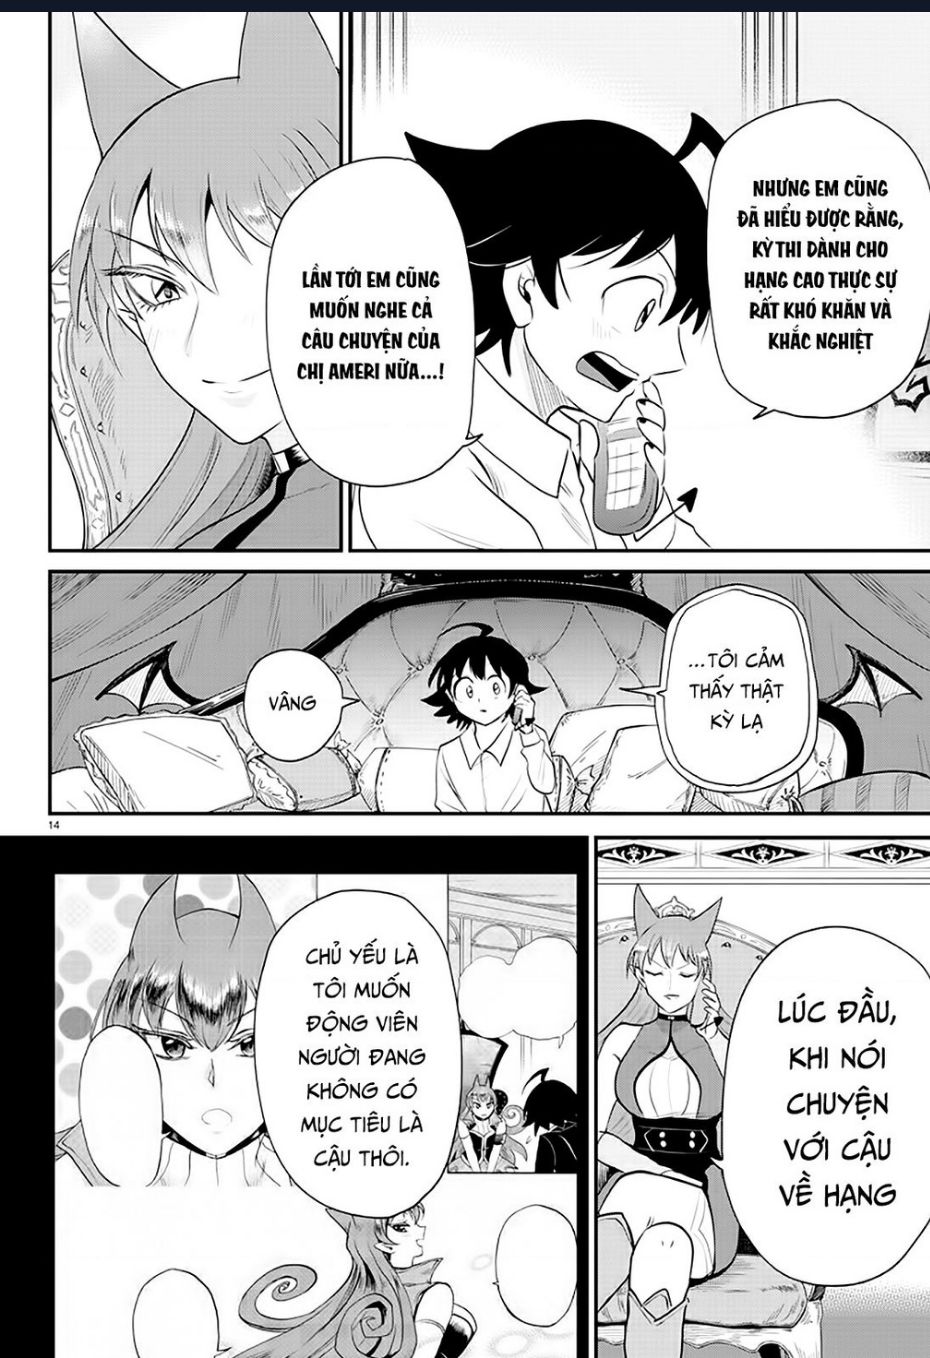 NHƯNG EM CŨNG
ĐÃ HIỂU ĐƯỢC RẰNG,
KỲ THI DÀNH CHO
HẠNG CAO THỰC SỰ
RẤT KHÓ KHĂN VÀ
KHẮC NGHIỆT
LẦN TỚI EM CŨNG
MUỐN NGHE CẢ
CÂU CHUYỆN CỦA
CHỊ AMERI NỮA...!
...TÔI CẢM
THẤY THẬT
KỲ LẠ
VÂNG
14
LÚC ĐẦU,
KHI NÓI
CHUYỆN
VỚI CẬU
VỀ HẠNG
CHỦ YẾU LÀ
TÔI MUỐN
ĐỘNG VIÊN
NGƯỜI ĐANG
KHÔNG CÓ
MỤC TIÊU LÀ
CẬU THÔI.